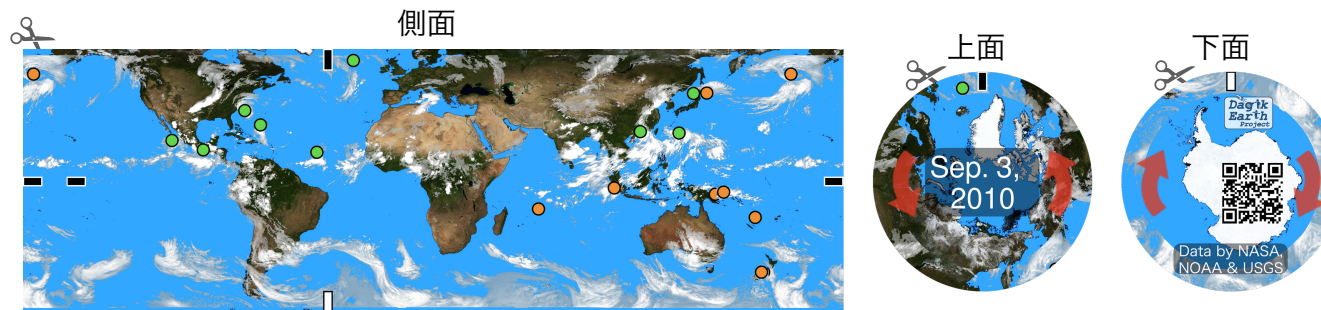 側面
上面
下面
Sep. 3,
2010
Dagik
Earth
Project
Data by NASA,
NOAA & USGS